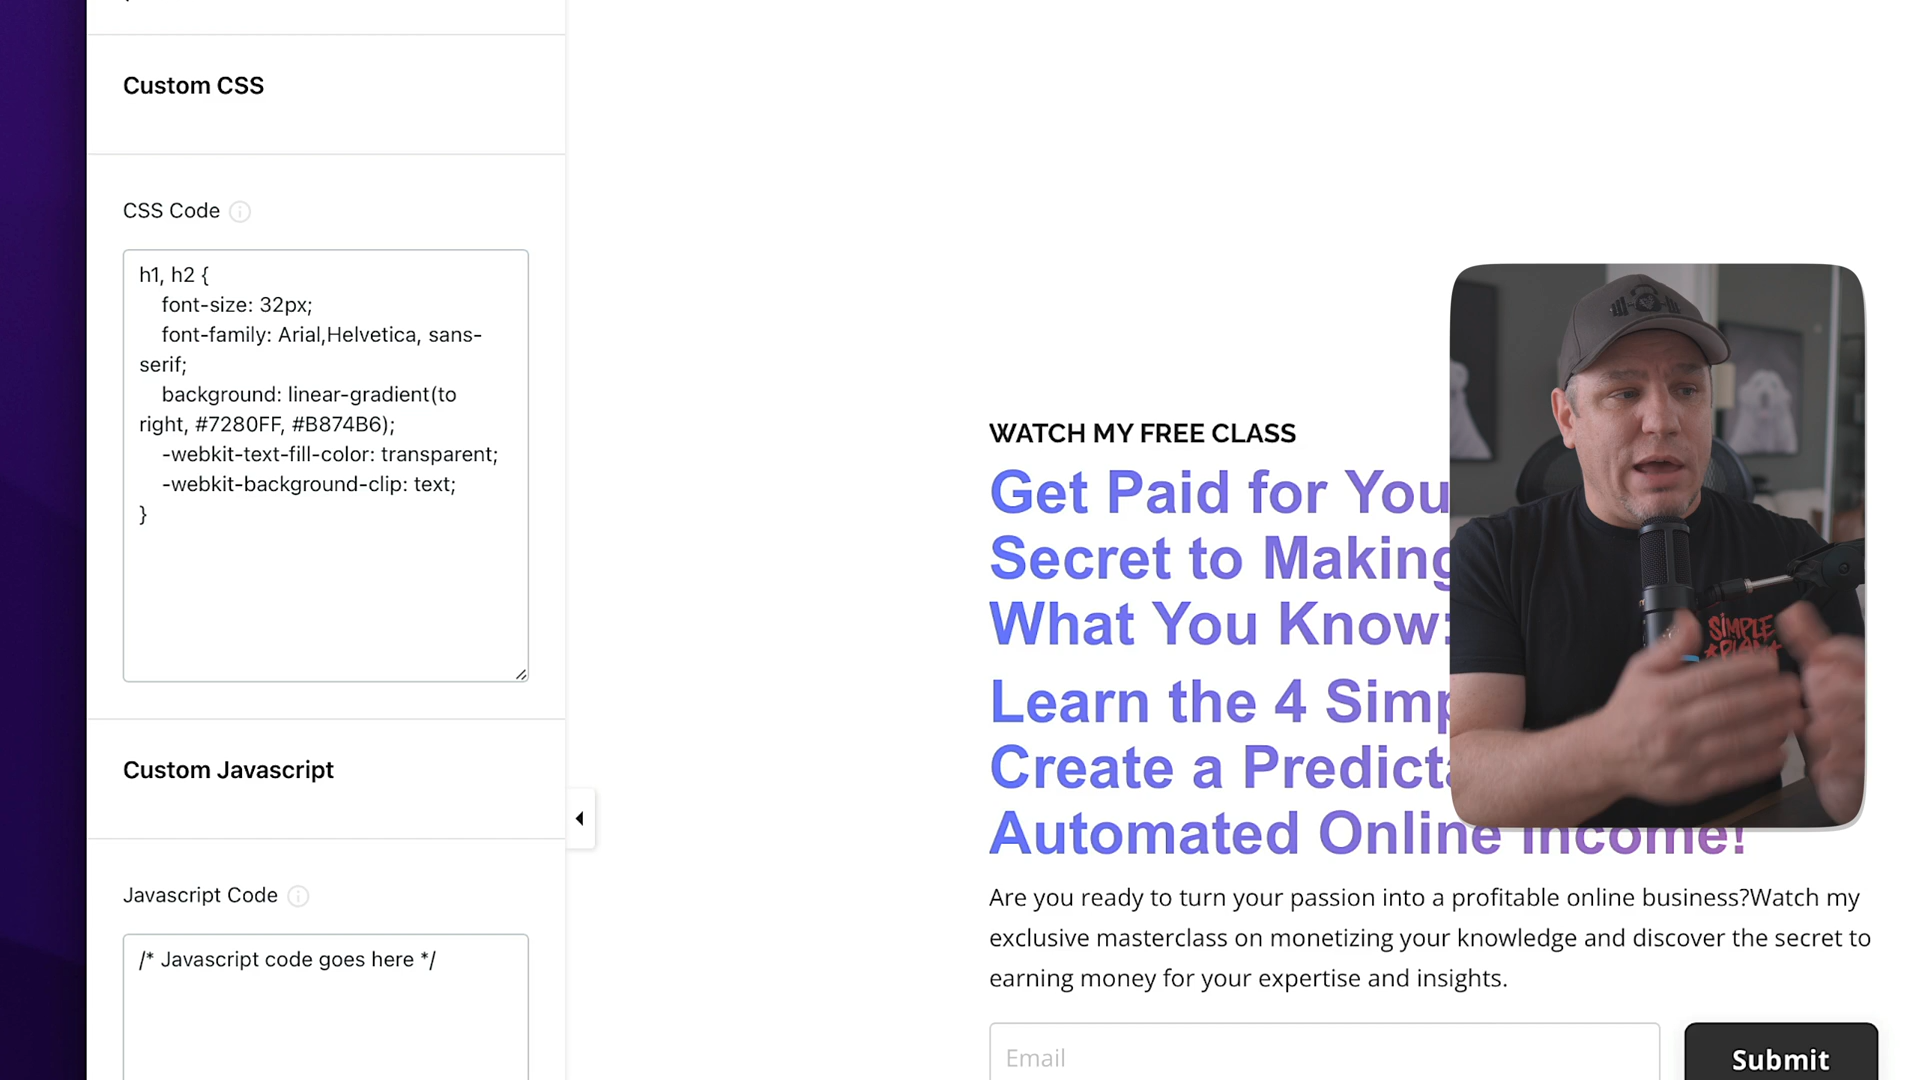 Custom CSS
CSS Code
h1, h2 {
font-size: 32px;
font-family: Arial,Helvetica, sans-
serif;
background: linear-gradient(to
right, #7280FF, #B874B6);
-webkit-text-fill-color: transparent;
-webkit-background-clip: text;
}
Custom Javascript
Javascript Code
/* Javascript code goes here */
WATCH MY FREE CLASS
Get Paid for You
Secret to Making
What You Know:
Learn the 4 Simp
Create a Predicta
Automated Online Income!
Are you ready to turn your passion into a profitable online business?Watch my
exclusive masterclass on monetizing your knowledge and discover the secret to
earning money for your expertise and insights.
Email
Submit
SIMPLE
PLAN